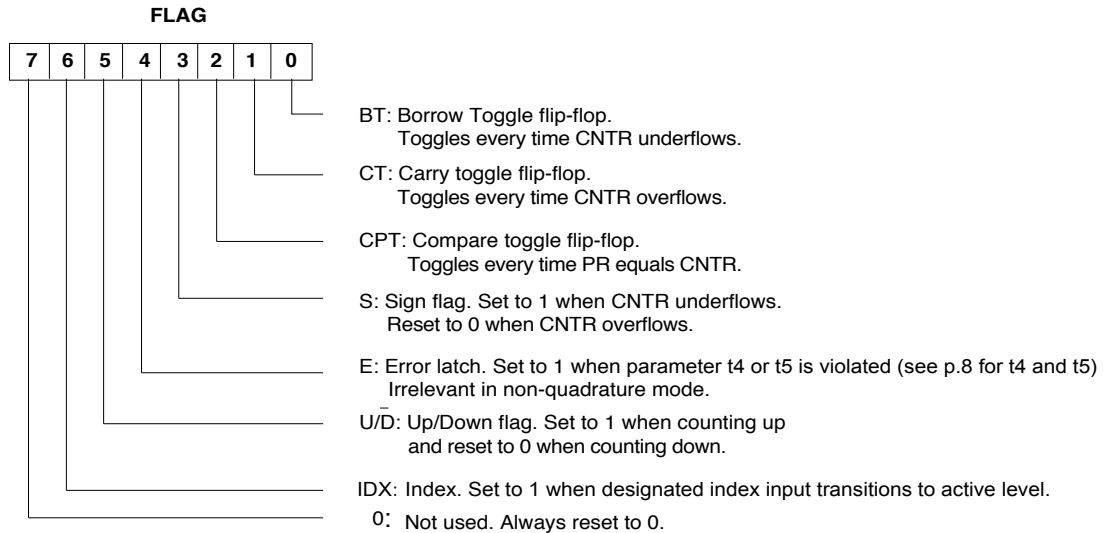 FLAG
7 6 5 4 3 2 1 0
BT: Borrow Toggle flip-flop.
Toggles every time CNTR underflows.
CT: Carry toggle flip-flop.
Toggles every time CNTR overflows.
CPT: Compare toggle flip-flop.
Toggles every time PR equals CNTR.
S: Sign flag. Set to 1 when CNTR underflows.
Reset to 0 when CNTR overflows.
E: Error latch. Set to 1 when parameter t4 or t5 is violated (see p.8 for t4 and t5)
Irrelevant in non-quadrature mode.
U/D̅: Up/Down flag. Set to 1 when counting up
and reset to 0 when counting down.
IDX: Index. Set to 1 when designated index input transitions to active level.
0: Not used. Always reset to 0.